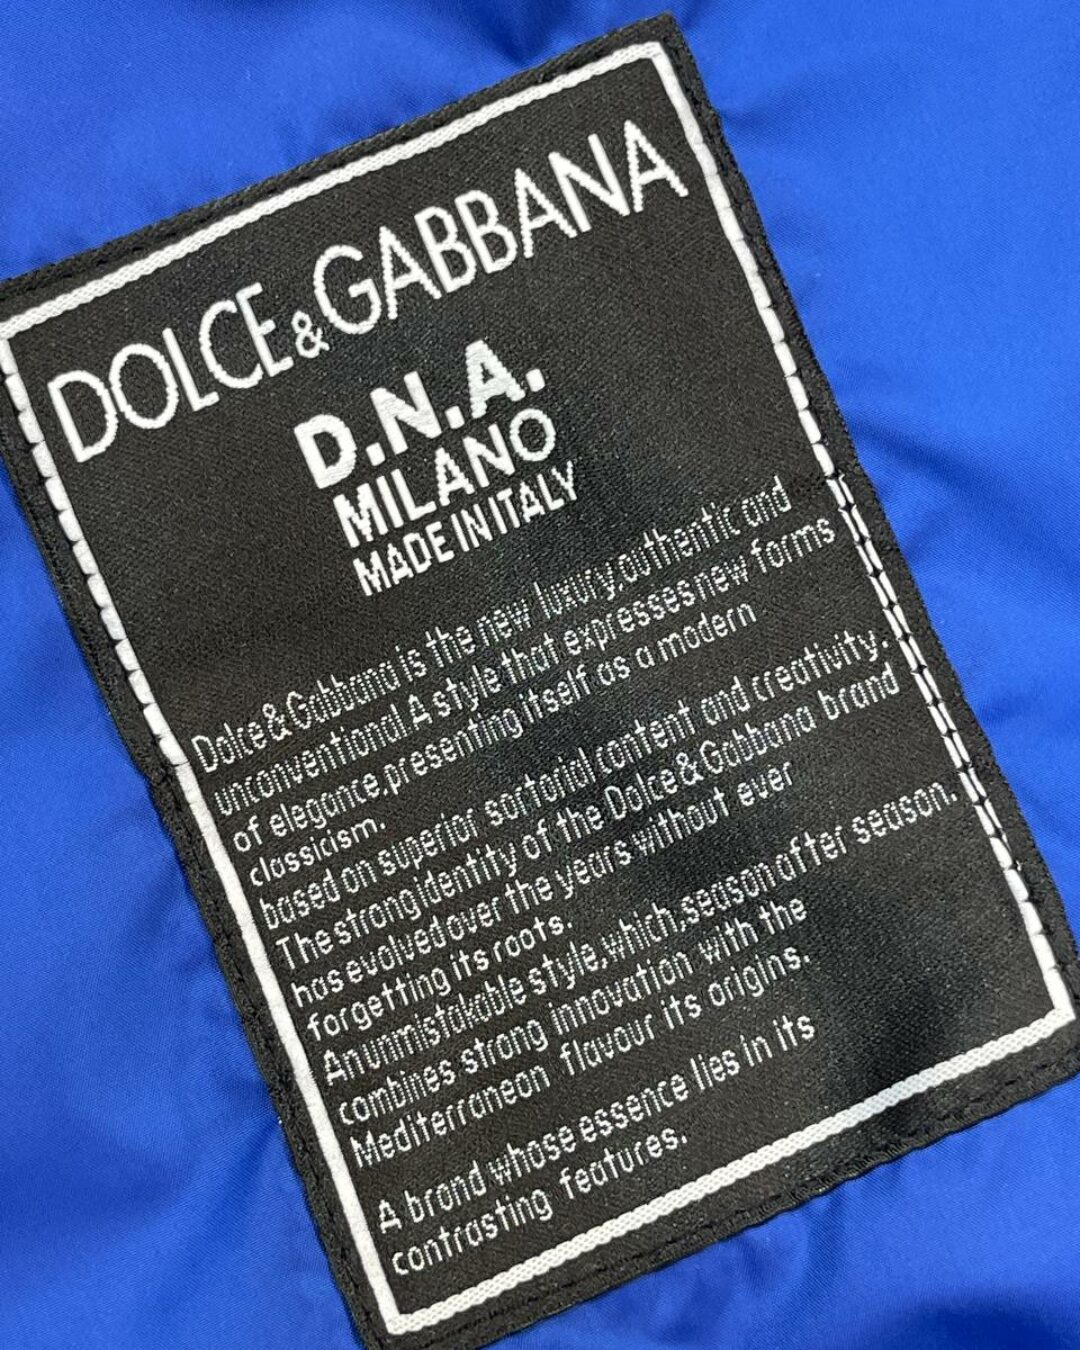 DOLCE&GABBANA
D.N.A.
MILANO
MADE IN ITALY
Dolce&Gabbana is the new luxury,authentic and
unconventional.A style that expresses new forms
of elegance,presenting itself as a modern
classicism.
based on superior sartorial content and creativity.
The strong identity of the Dolce&Gabbana brand
has evolved over the years without ever
forgetting its roots.
An unmistakable style,which,season after season.
combines strong innovation with the
Mediterranean flavour its origins.
A brand whose essence lies in its
contrasting features.